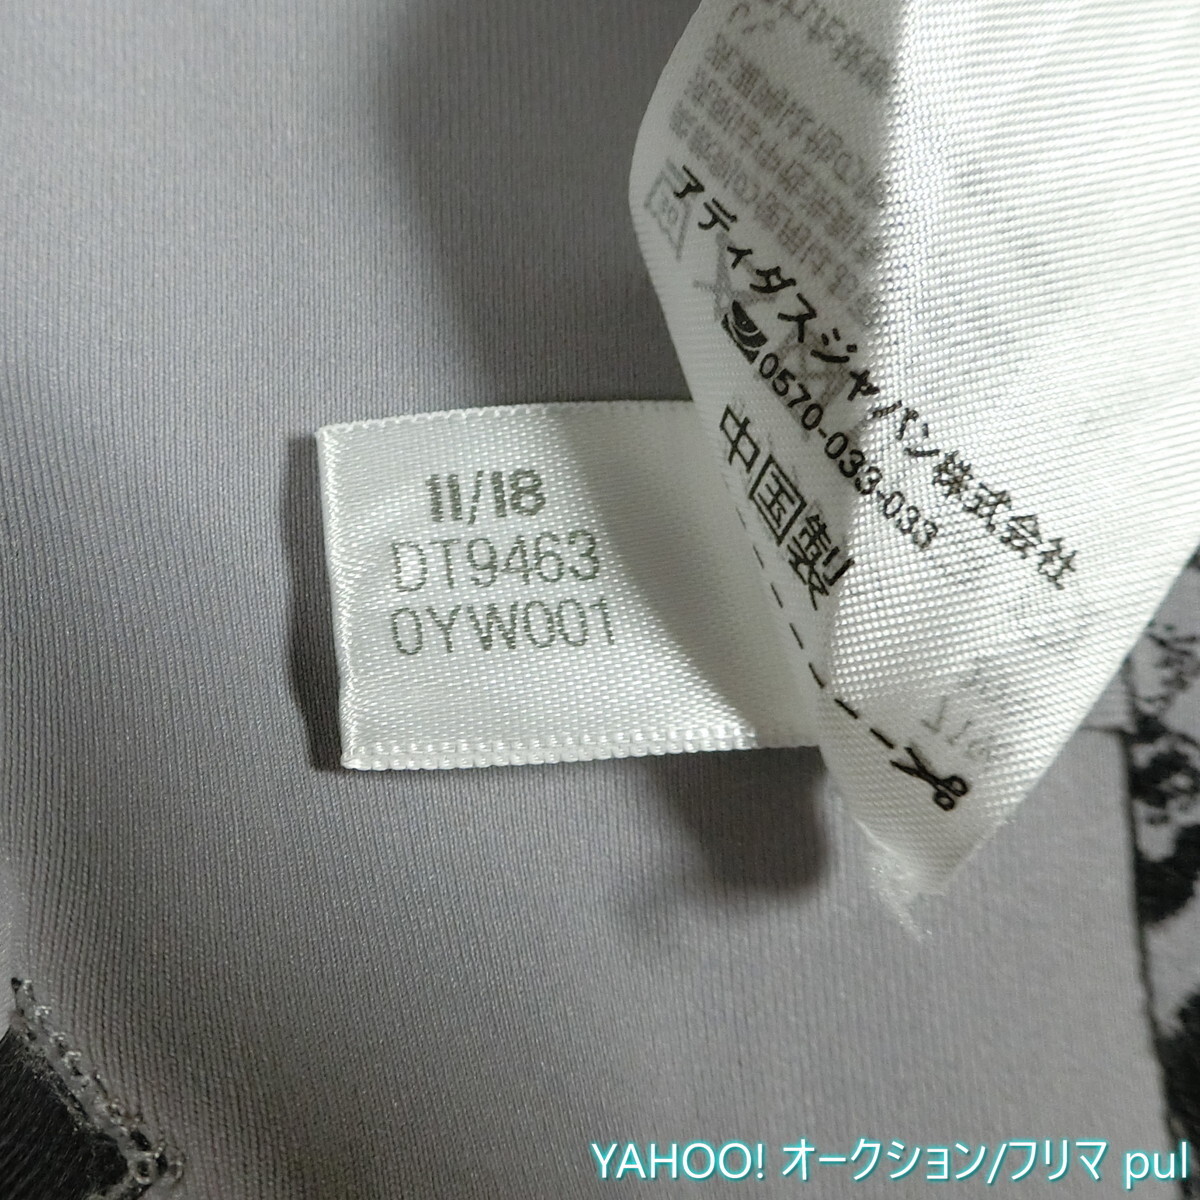 11/18
DT9463
0YW001
アディダスジャパン株式会社
0570-033-033
中国製
YAHOO! オークション/フリマ pul